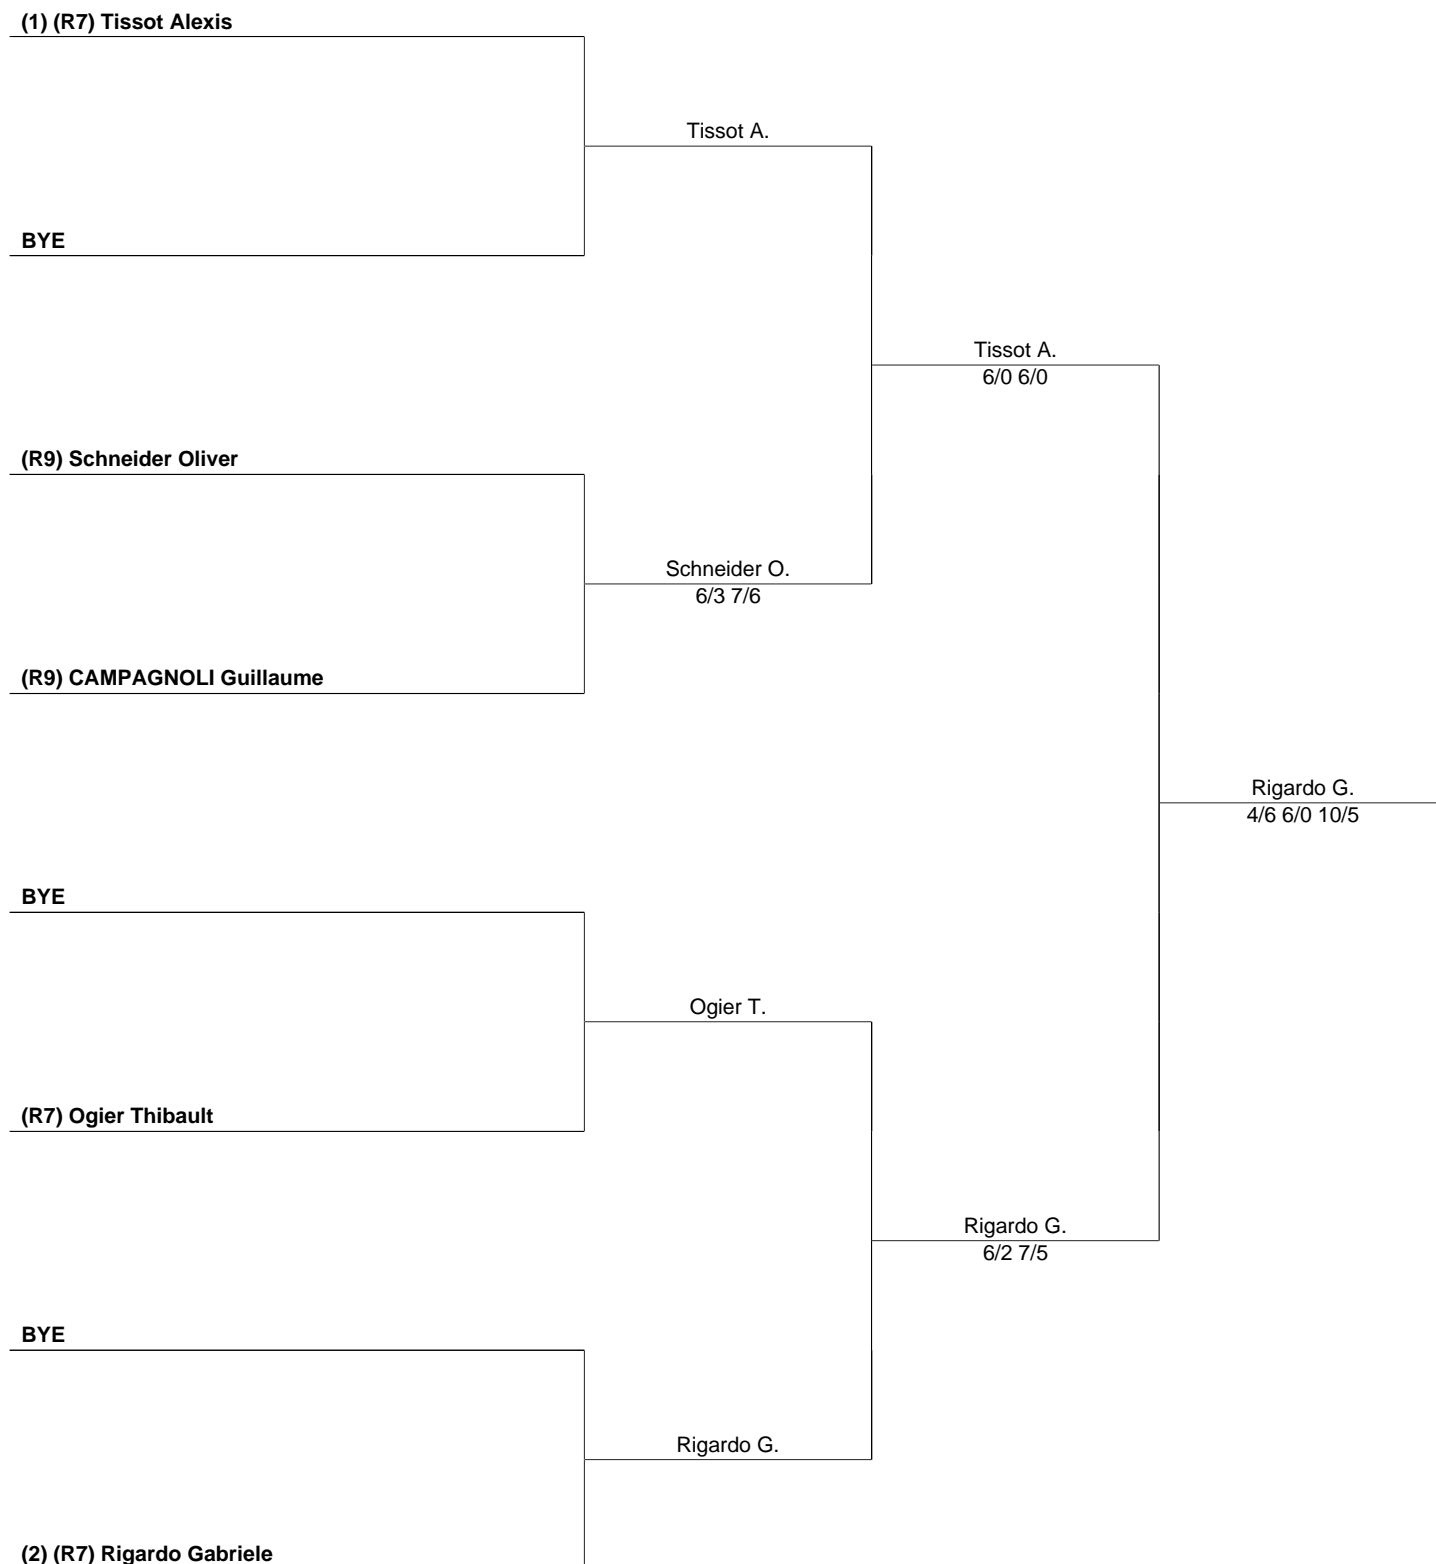 (1) (R7) Tissot Alexis
Tissot A.
BYE
Tissot A.
6/0 6/0
(R9) Schneider Oliver
Schneider O.
6/3 7/6
(R9) CAMPAGNOLI Guillaume
Rigardo G.
4/6 6/0 10/5
BYE
Ogier T.
(R7) Ogier Thibault
Rigardo G.
6/2 7/5
BYE
Rigardo G.
(2) (R7) Rigardo Gabriele